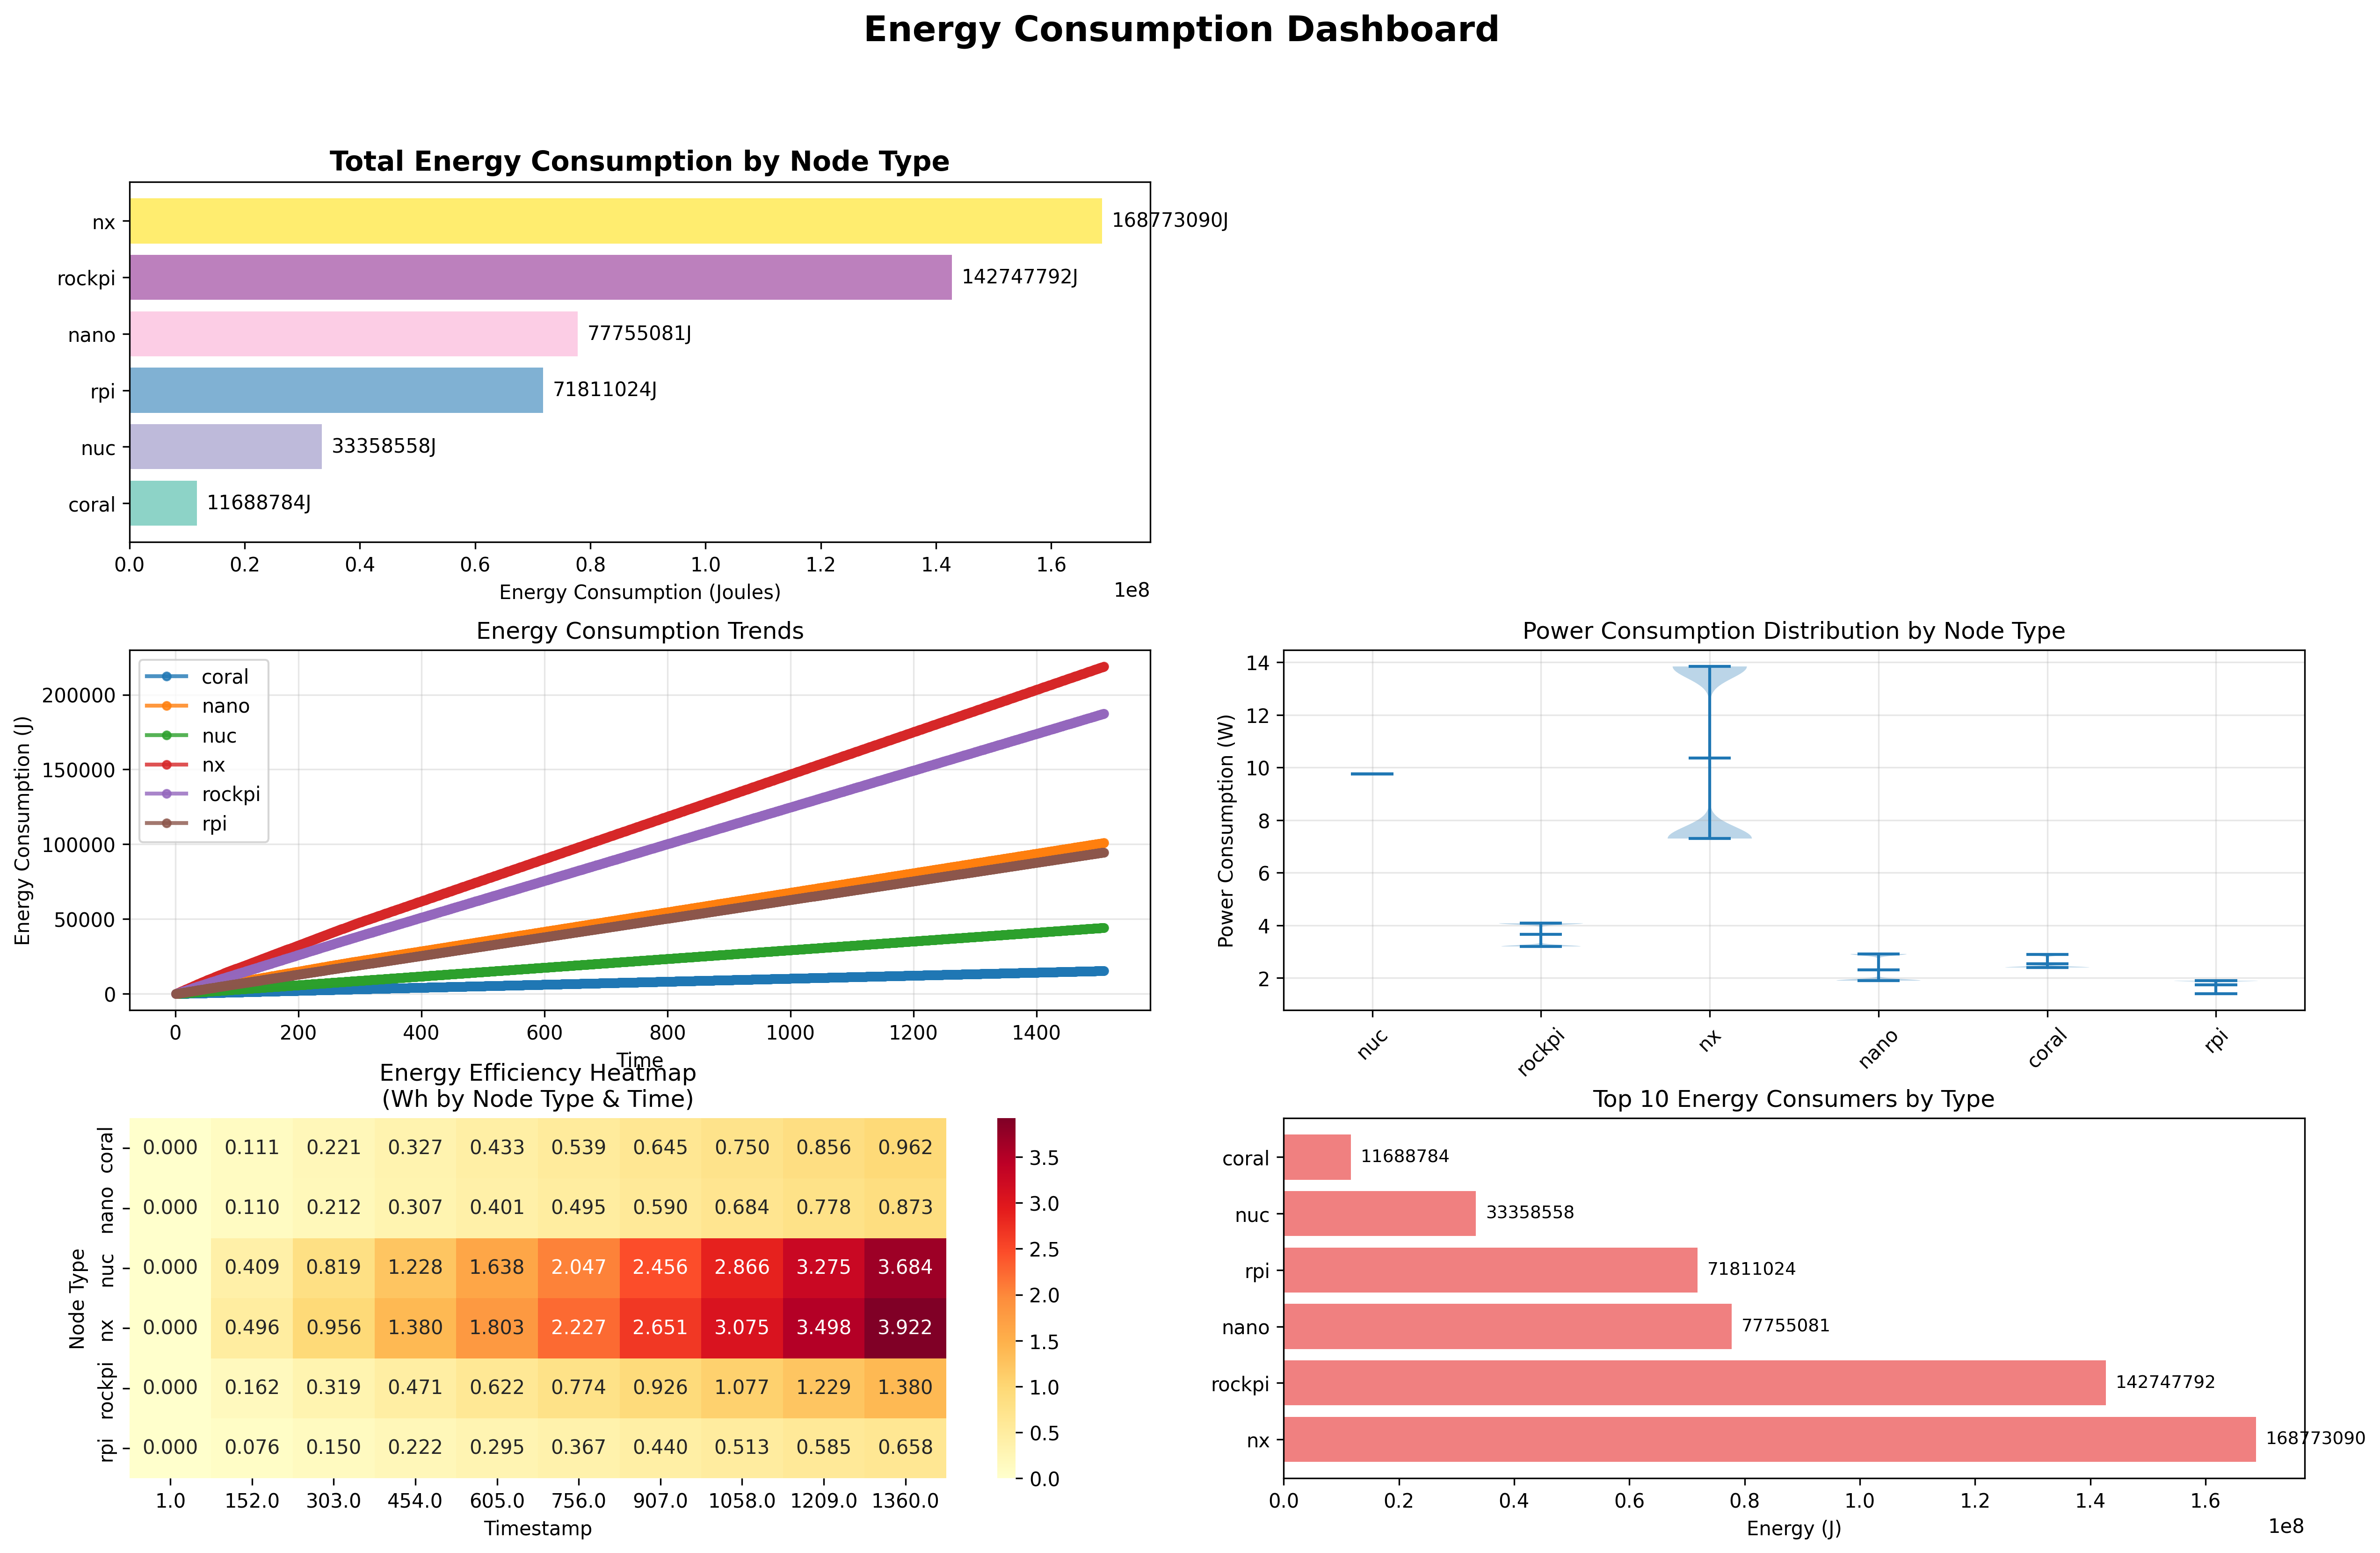 Energy Consumption Dashboard
Total Energy Consumption by Node Type
nx
168773090J
rockpi
142747792J
nano
77755081J
rpi
71811024J
nuc
33358558J
coral
11688784J
0.0 0.2 0.4 0.6 0.8 1.0 1.2 1.4 1.6
1e8
Energy Consumption (Joules)
Energy Consumption Trends
Energy Consumption (J)
200000
150000
100000
50000
0
coral
nano
nuc
nx
rockpi
rpi
0 200 400 600 800 1000 1200 1400
Time
Power Consumption Distribution by Node Type
Power Consumption (W)
14
12
10
8
6
4
2
nuc rockpi nx nano coral rpi
Energy Efficiency Heatmap
(Wh by Node Type & Time)
Node Type
coral 0.000 0.111 0.221 0.327 0.433 0.539 0.645 0.750 0.856 0.962
nano 0.000 0.110 0.212 0.307 0.401 0.495 0.590 0.684 0.778 0.873
nuc 0.000 0.409 0.819 1.228 1.638 2.047 2.456 2.866 3.275 3.684
nx 0.000 0.496 0.956 1.380 1.803 2.227 2.651 3.075 3.498 3.922
rockpi 0.000 0.162 0.319 0.471 0.622 0.774 0.926 1.077 1.229 1.380
rpi 0.000 0.076 0.150 0.222 0.295 0.367 0.440 0.513 0.585 0.658
1.0 152.0 303.0 454.0 605.0 756.0 907.0 1058.0 1209.0 1360.0
Timestamp
3.5
3.0
2.5
2.0
1.5
1.0
0.5
0.0
Top 10 Energy Consumers by Type
coral
11688784
nuc
33358558
rpi
71811024
nano
77755081
rockpi
142747792
nx
168773090
0.0 0.2 0.4 0.6 0.8 1.0 1.2 1.4 1.6
1e8
Energy (J)